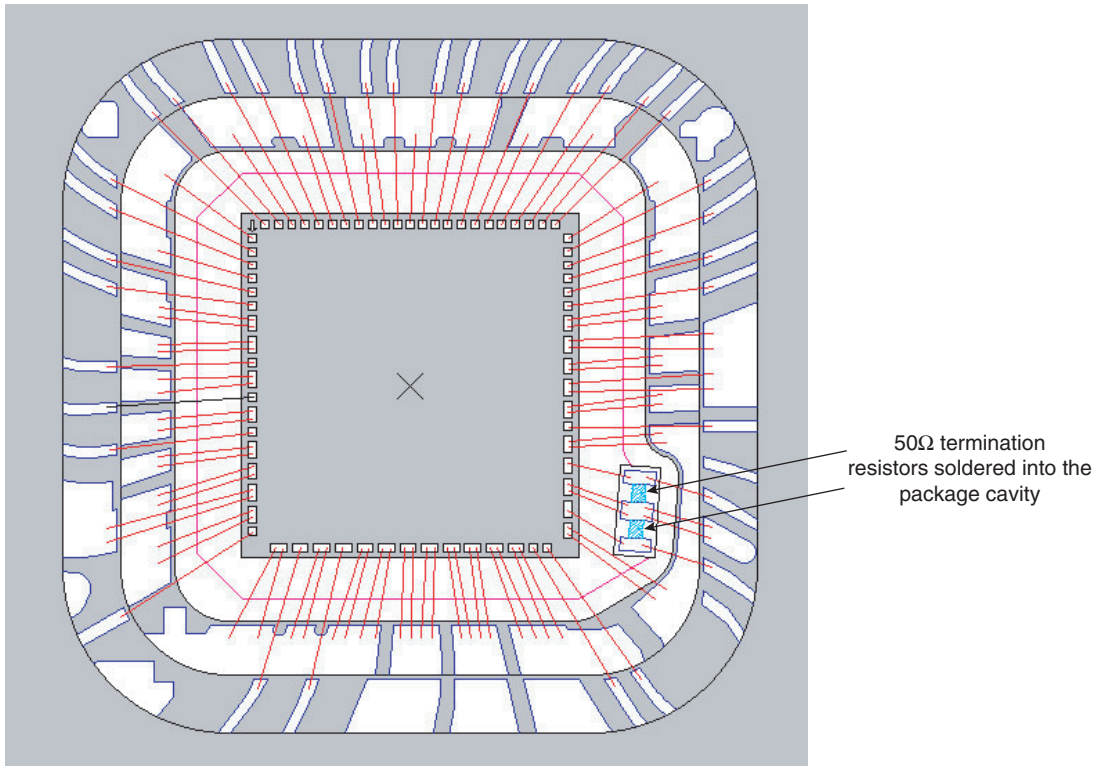 50Ω termination
resistors soldered into the
package cavity